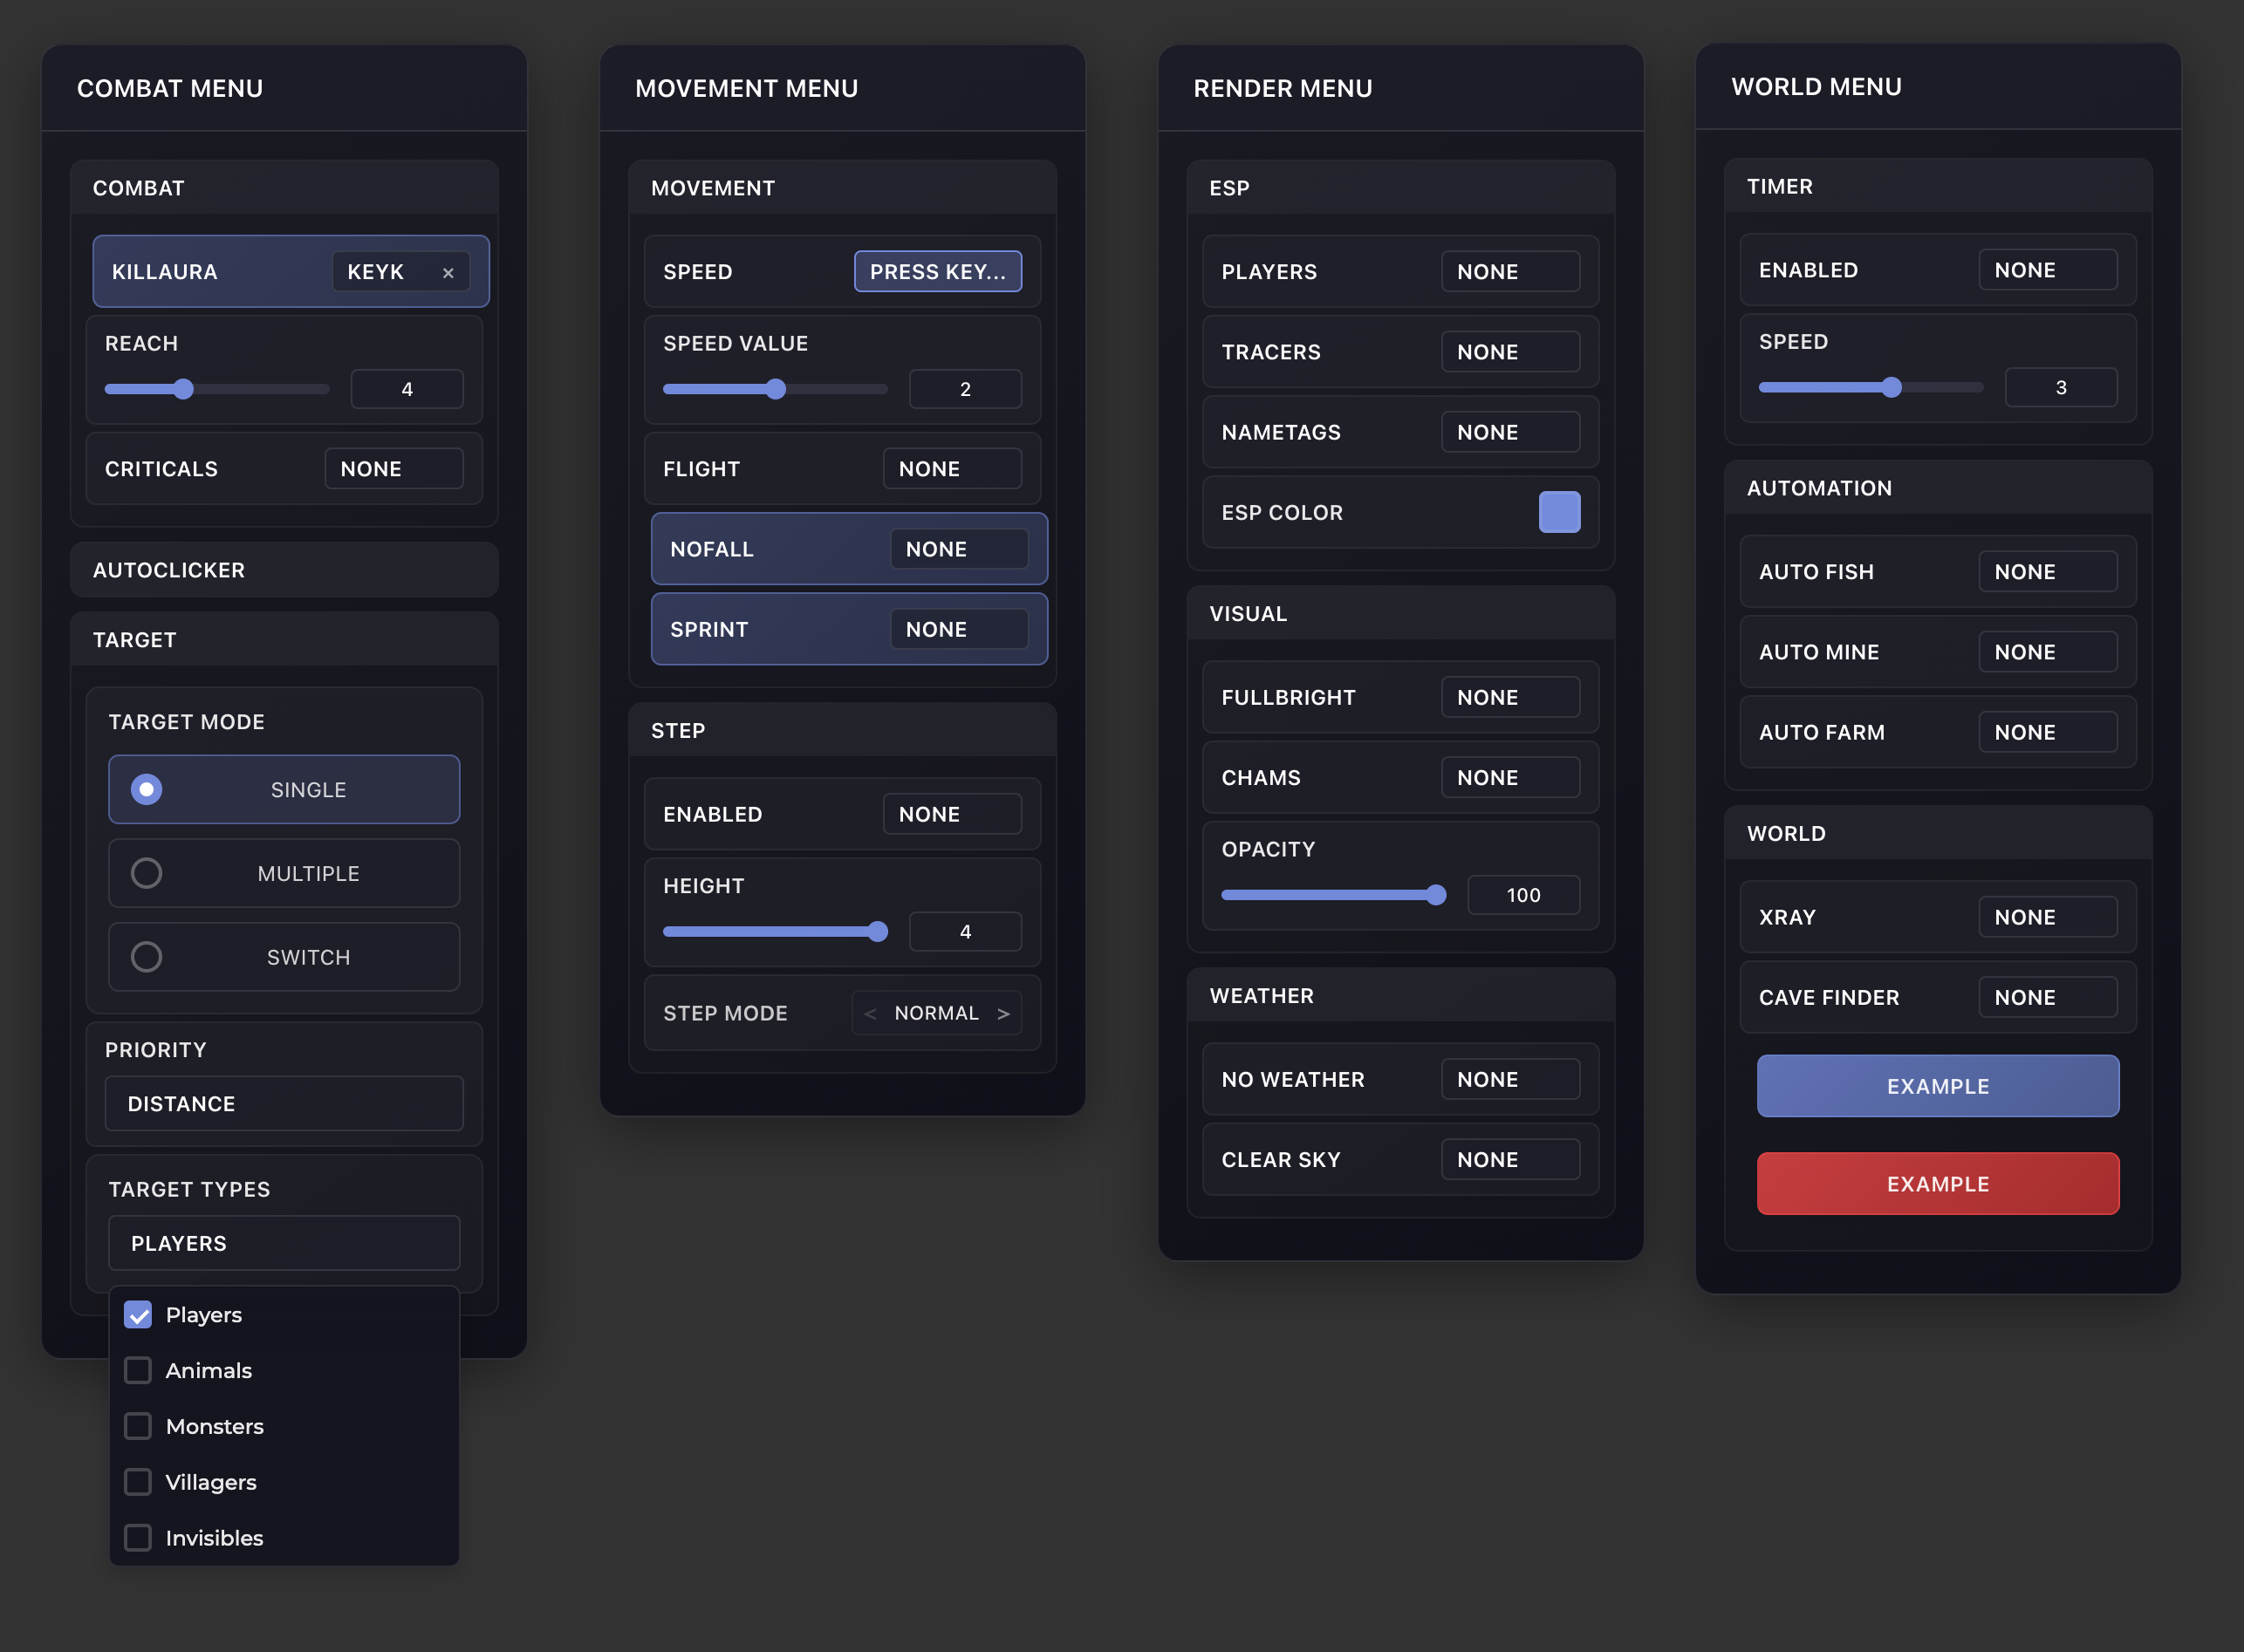 COMBAT MENU
COMBAT
KILLAURA KEYK ×
REACH
4
CRITICALS NONE
AUTOCLICKER
TARGET
TARGET MODE
SINGLE
MULTIPLE
SWITCH
PRIORITY
DISTANCE
TARGET TYPES
PLAYERS
Players
Animals
Monsters
Villagers
Invisibles
MOVEMENT MENU
MOVEMENT
SPEED PRESS KEY...
SPEED VALUE
2
FLIGHT NONE
NOFALL NONE
SPRINT NONE
STEP
ENABLED NONE
HEIGHT
4
STEP MODE < NORMAL >
RENDER MENU
ESP
PLAYERS NONE
TRACERS NONE
NAMETAGS NONE
ESP COLOR
VISUAL
FULLBRIGHT NONE
CHAMS NONE
OPACITY
100
WEATHER
NO WEATHER NONE
CLEAR SKY NONE
WORLD MENU
TIMER
ENABLED NONE
SPEED
3
AUTOMATION
AUTO FISH NONE
AUTO MINE NONE
AUTO FARM NONE
WORLD
XRAY NONE
CAVE FINDER NONE
EXAMPLE
EXAMPLE